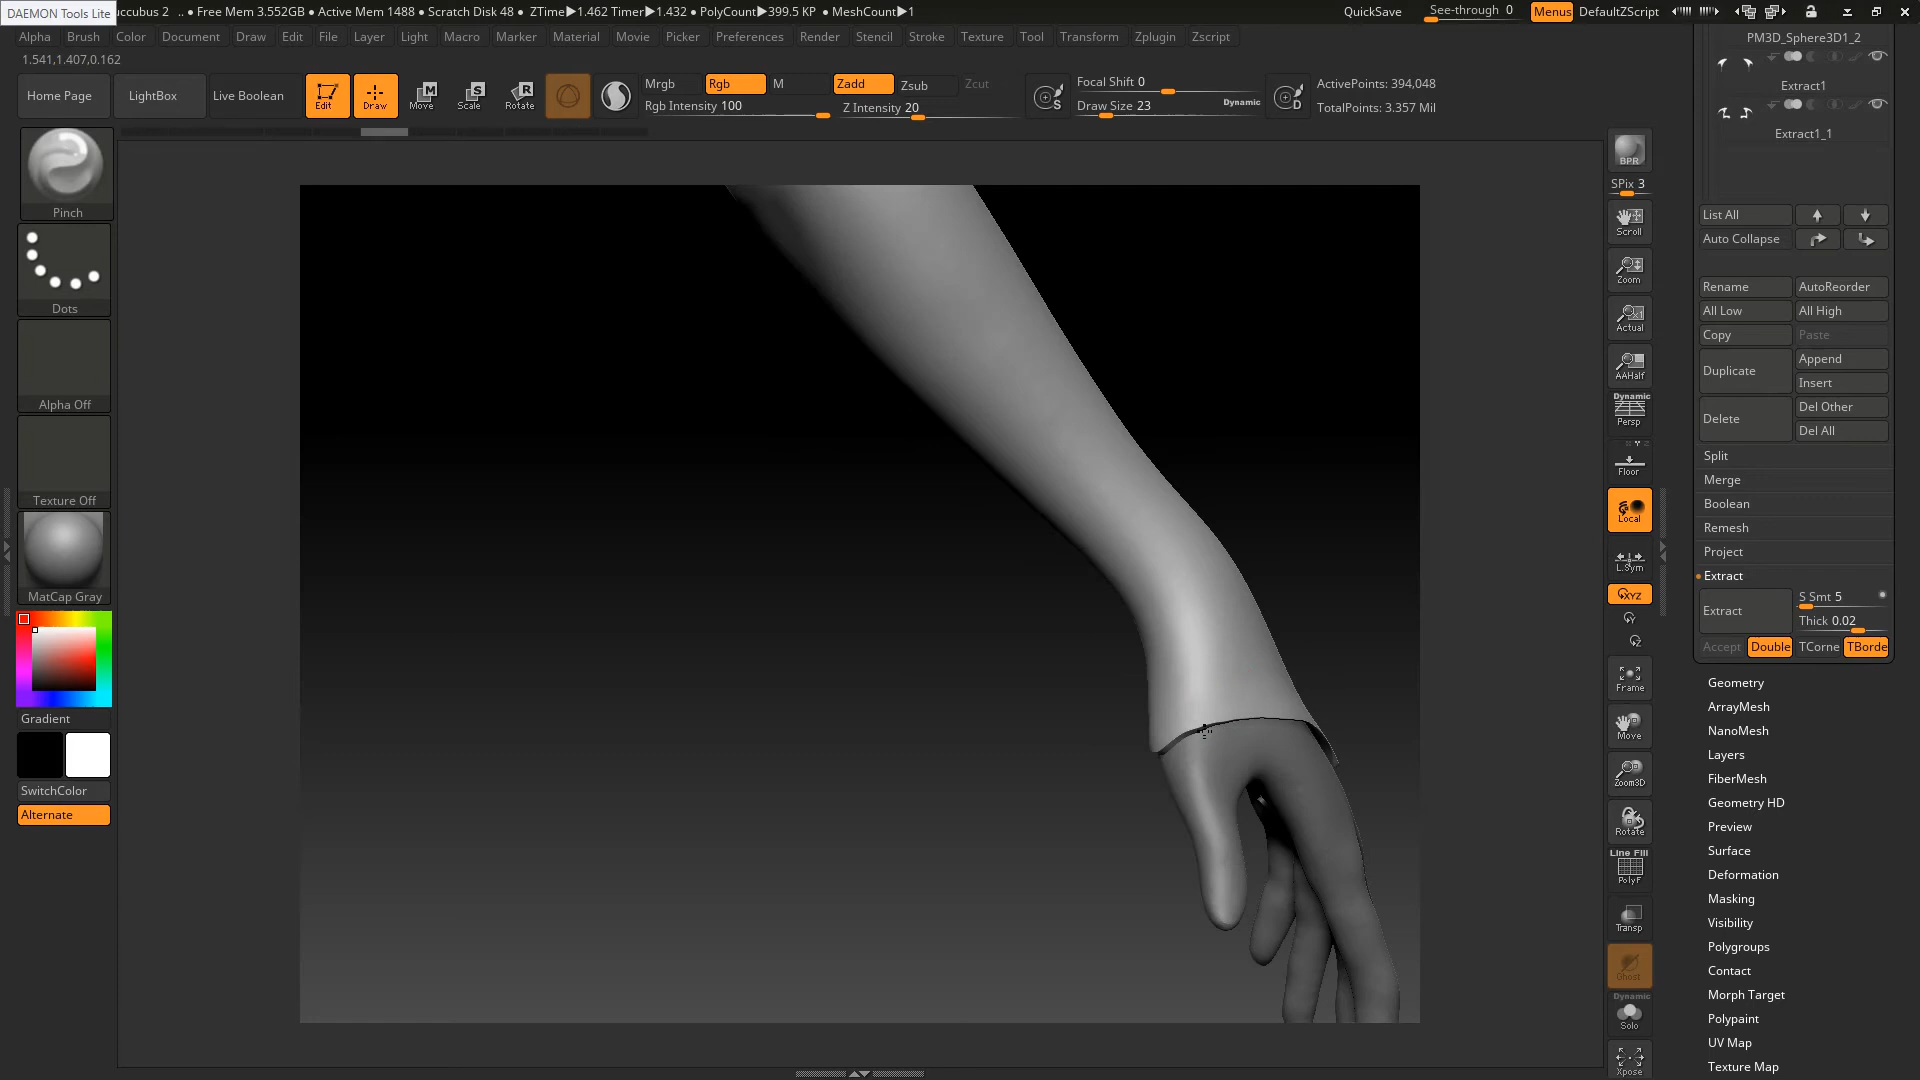 DAEMON Tools Lite
uccubus 2 .. ● Free Mem 3.552GB ● Active Mem 1488 ● Scratch Disk 48 ● ZTime▶1.462 Timer▶1.432 ● PolyCount▶399.5 KP ● MeshCount▶1
QuickSave See-through 0 Menus DefaultZScript
Alpha Brush Color Document Draw Edit File Layer Light Macro Marker Material Movie Picker Preferences Render Stencil Stroke Texture Tool Transform Zplugin Zscript
1.541,1.407,0.162
Home Page LightBox Live Boolean Edit Draw Move Scale Rotate
M S R
Mrgb Rgb M Zadd Zsub Zcut
Rgb Intensity 100 Z Intensity 20
S
Focal Shift 0
Draw Size 23 Dynamic
D
ActivePoints: 394,048
TotalPoints: 3.357 Mil
Pinch
Dots
Alpha Off
Texture Off
MatCap Gray
Gradient
SwitchColor
Alternate
BPR
SPix 3
Scroll
Zoom
Actual
AAHalf
Dynamic
Persp
Floor
Local
L.Sym
XYZ
Y
Z
Frame
Move
Zoom3D
Rotate
Line Fill
PolyF
Transp
Ghost
Dynamic
Solo
Xpose
PM3D_Sphere3D1_2
Extract1
Extract1_1
List All
Auto Collapse
Rename AutoReorder
All Low All High
Copy Paste
Duplicate Append
Insert
Delete Del Other
Del All
Split
Merge
Boolean
Remesh
Project
Extract
Extract S Smt 5
Thick 0.02
Accept Double TCorne TBorde
Geometry
ArrayMesh
NanoMesh
Layers
FiberMesh
Geometry HD
Preview
Surface
Deformation
Masking
Visibility
Polygroups
Contact
Morph Target
Polypaint
UV Map
Texture Map